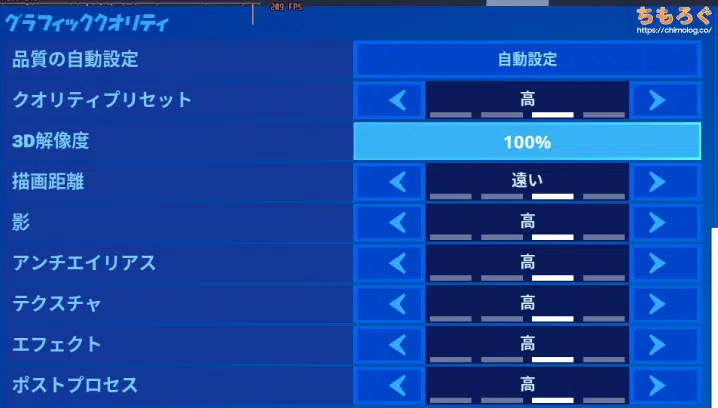 209 FPS
ちもろぐ
https://chimolog.co/
グラフィッククオリティ
品質の自動設定
自動設定
クオリティプリセット
高
3D解像度
100%
描画距離
遠い
影
高
アンチエイリアス
高
テクスチャ
高
エフェクト
高
ポストプロセス
高